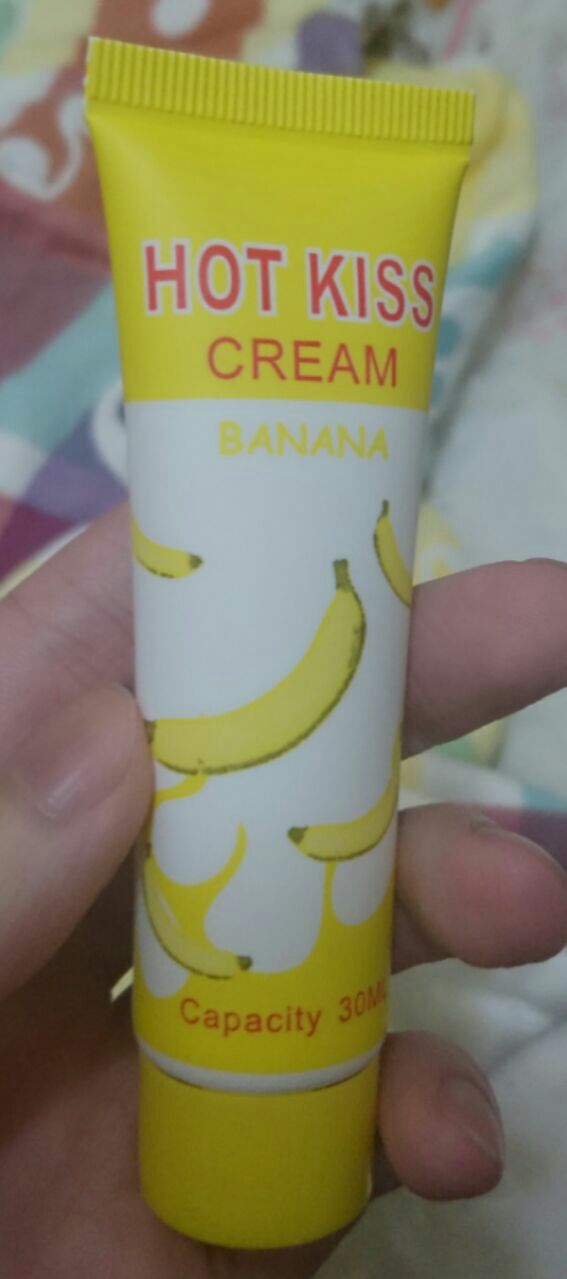 HOT KISS
CREAM
BANANA
Capacity 30ML